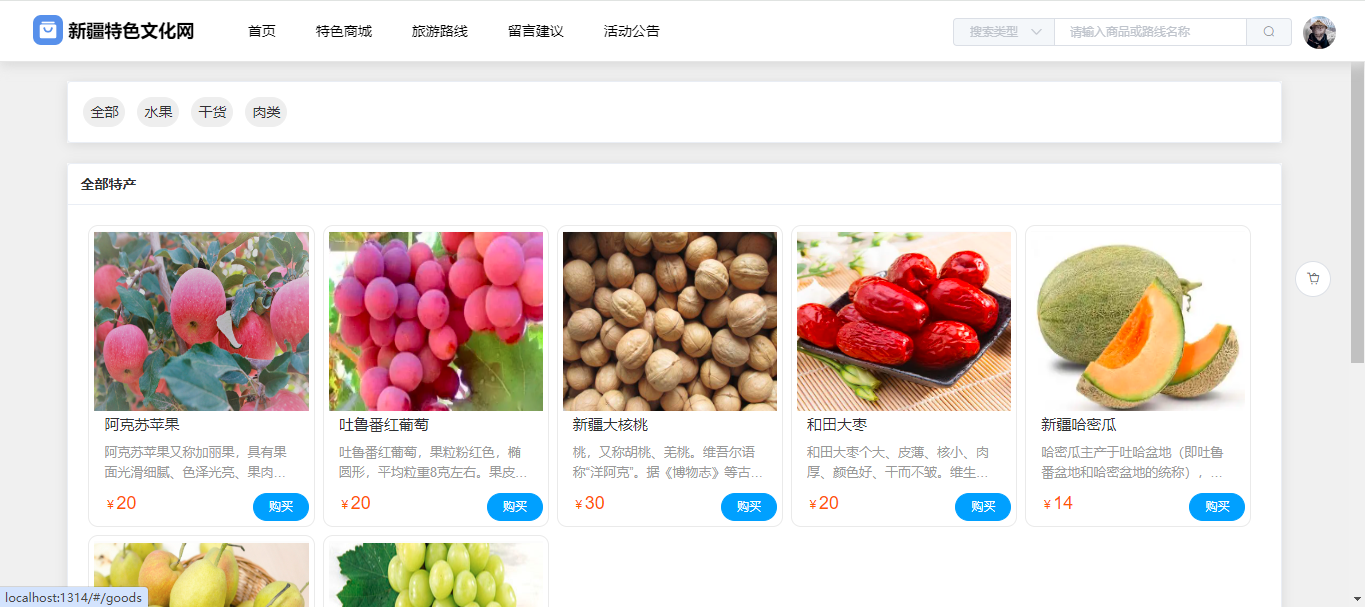 新疆特色文化网 首页 特色商城 旅游路线 留言建议 活动公告 搜索类型 请输入商品或路线名称
全部 水果 干货 肉类
全部特产
阿克苏苹果
阿克苏苹果又称加丽果，具有果
面光滑细腻、色泽光亮、果肉...
¥20 购买
吐鲁番红葡萄
吐鲁番红葡萄，果粒粉红色，椭
圆形，平均粒重8克左右。果皮...
¥20 购买
新疆大核桃
桃，又称胡桃、羌桃。维吾尔语
称“洋阿克”。据《博物志》等古...
¥30 购买
和田大枣
和田大枣个大、皮薄、核小、肉
厚、颜色好、干而不皱。维生...
¥20 购买
新疆哈密瓜
哈密瓜主产于吐哈盆地（即吐鲁
番盆地和哈密盆地的统称），...
¥14 购买
localhost:1314/#/goods